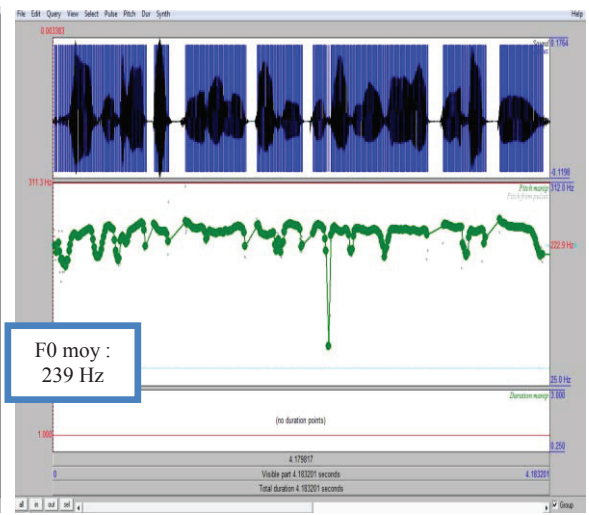 File Edit Query View Select Pulse Pitch Dur Synth Help
0.003383
Sound 0.1764
-0.1198
311.3 Hz
Pitch manip 312.0 Hz
Pitch from pulses
222.9 Hz
F0 moy :
239 Hz
25.0 Hz
Duration manip 3.000
(no duration points)
1.000
0.250
4.179817
0 Visible part 4.183201 seconds 4.183201
Total duration 4.183201 seconds
all in out sel Group